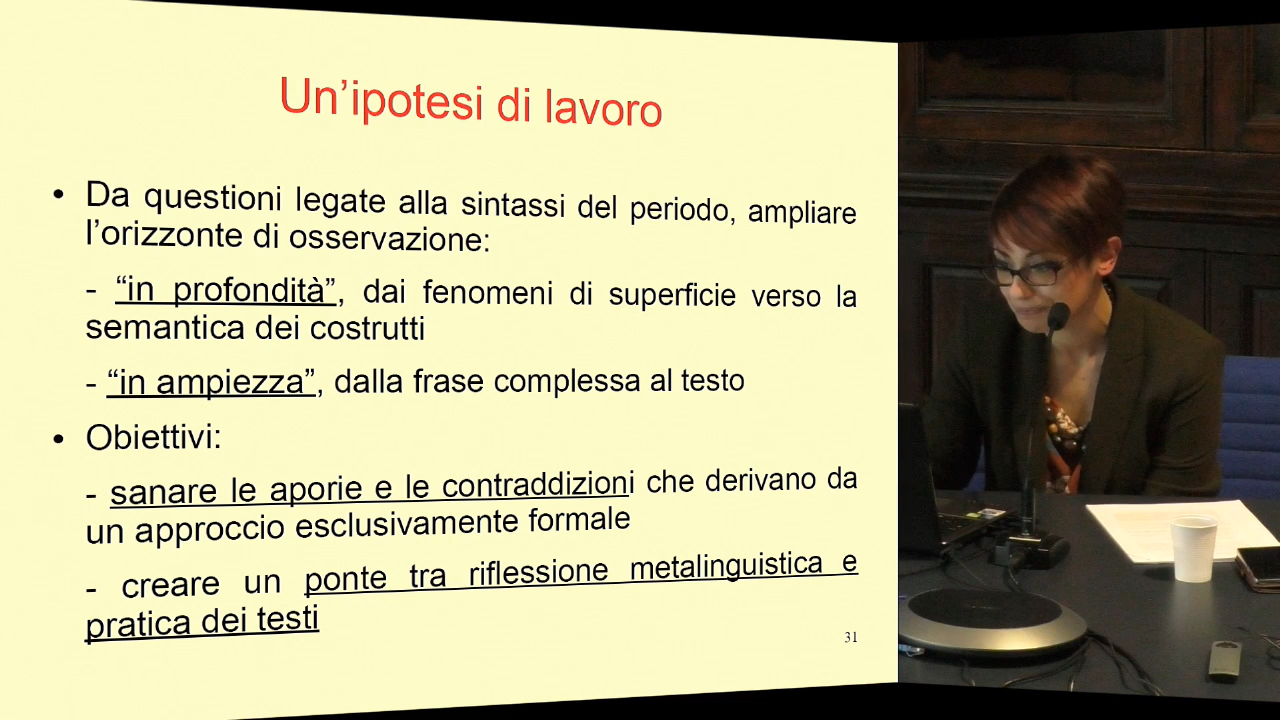 Un’ipotesi di lavoro
• Da questioni legate alla sintassi del periodo, ampliare
l’orizzonte di osservazione:
- “in profondità”, dai fenomeni di superficie verso la
semantica dei costrutti
- “in ampiezza”, dalla frase complessa al testo
• Obiettivi:
- sanare le aporie e le contraddizioni che derivano da
un approccio esclusivamente formale
- creare un ponte tra riflessione metalinguistica e
pratica dei testi
31